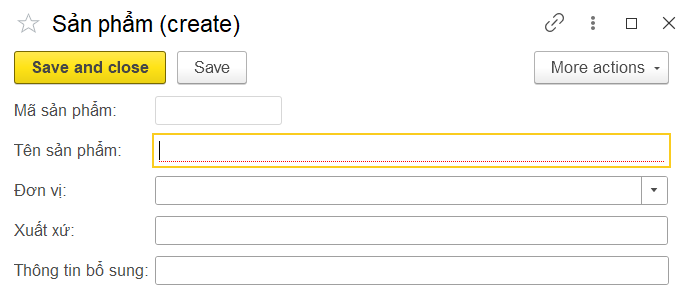 Sản phẩm (create)
Save and close Save More actions
Mã sản phẩm:
Tên sản phẩm:
Đơn vị:
Xuất xứ:
Thông tin bổ sung: